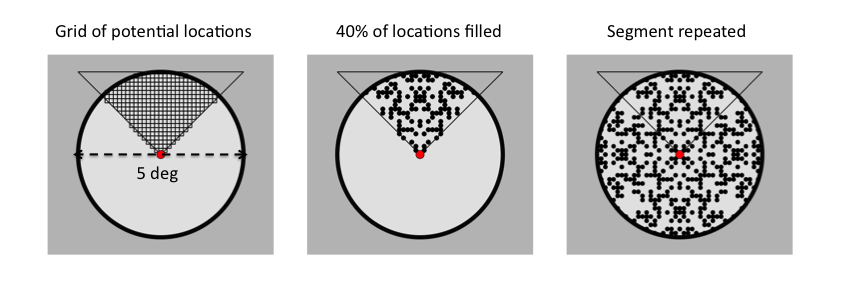 Grid of potential locations
40% of locations filled
Segment repeated
5 deg